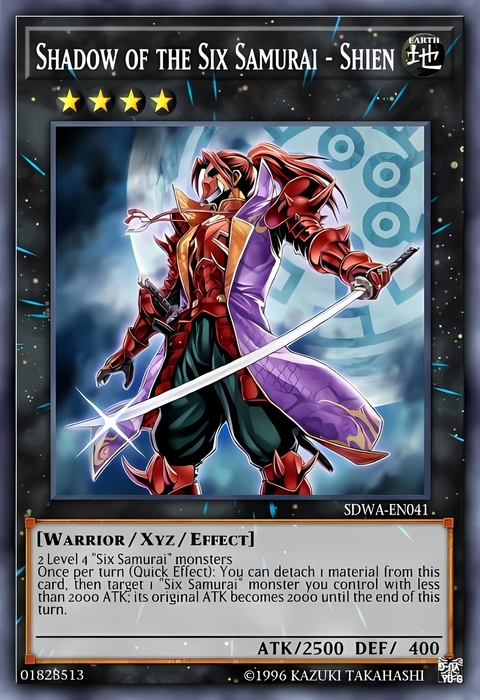 SHADOW OF THE SIX SAMURAI - SHIEN
EARTH
地
SDWA-EN041
[WARRIOR/XYZ/EFFECT]
2 Level 4 "Six Samurai" monsters
Once per turn (Quick Effect): You can detach 1 material from this
card, then target 1 "Six Samurai" monster you control with less
than 2000 ATK; its original ATK becomes 2000 until the end of this
turn.
ATK/2500 DEF/ 400
01828513
©1996 KAZUKI TAKAHASHI